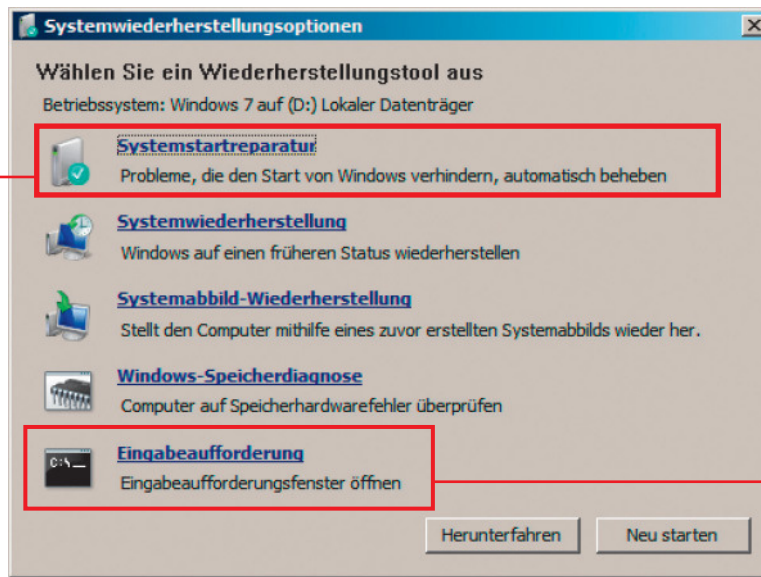 Systemwiederherstellungsoptionen
Wählen Sie ein Wiederherstellungstool aus
Betriebssystem: Windows 7 auf (D:) Lokaler Datenträger
Systemstartreparatur
Probleme, die den Start von Windows verhindern, automatisch beheben
Systemwiederherstellung
Windows auf einen früheren Status wiederherstellen
Systemabbild-Wiederherstellung
Stellt den Computer mithilfe eines zuvor erstellten Systemabbilds wieder her.
Windows-Speicherdiagnose
Computer auf Speicherhardwarefehler überprüfen
C:\_
Eingabeaufforderung
Eingabeaufforderungsfenster öffnen
Herunterfahren Neu starten